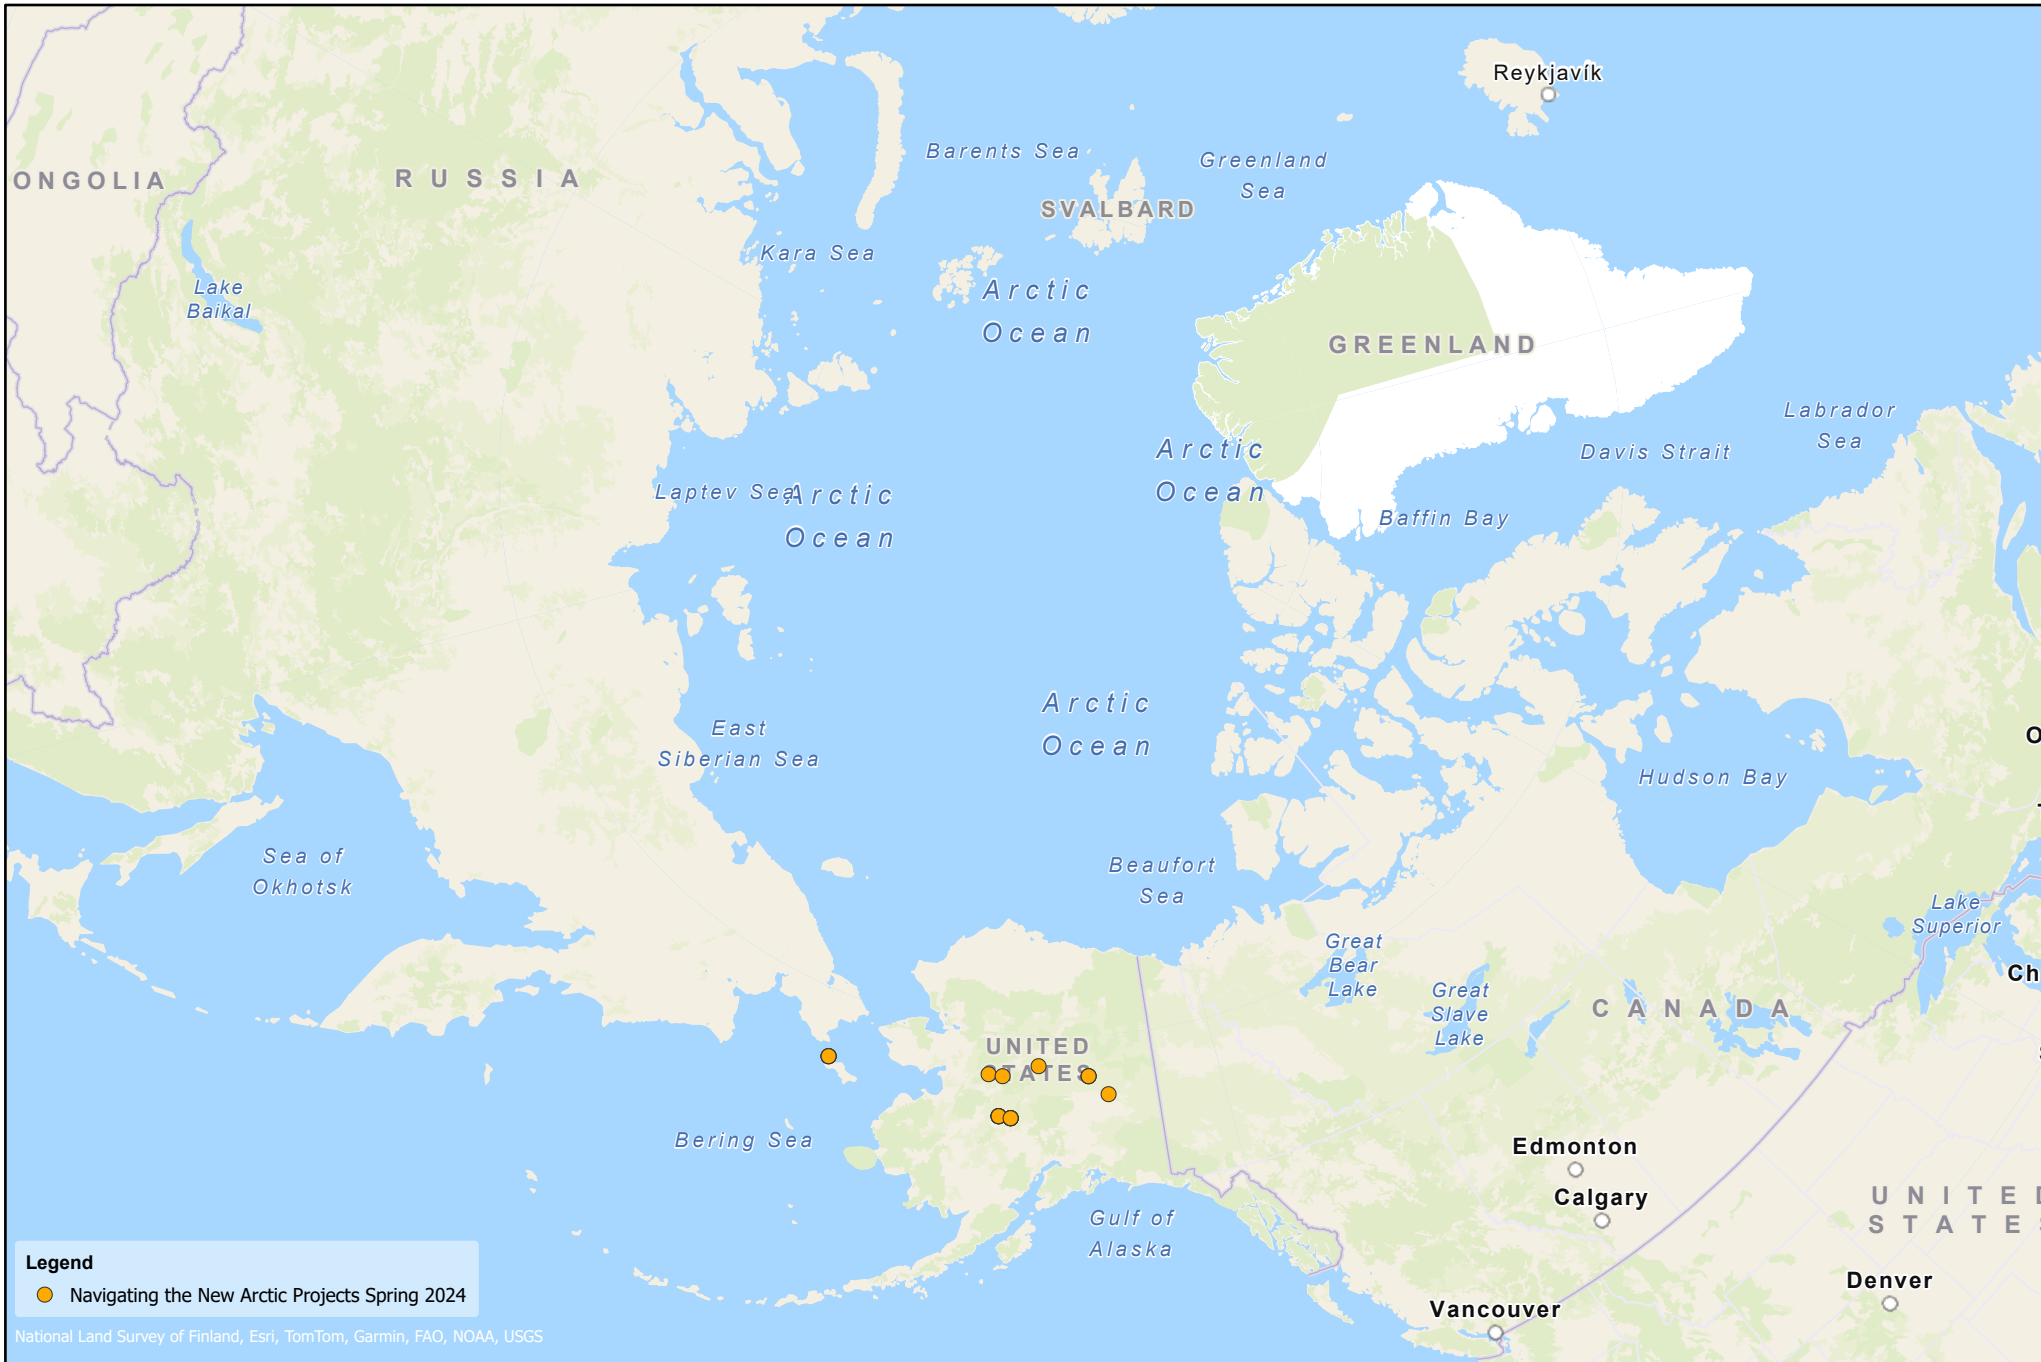 Reykjavík
Barents Sea
Greenland
Sea
ONGOLIA
RUSSIA
SVALBARD
Kara Sea
Lake
Baikal
Arctic
Ocean
GREENLAND
Labrador
Sea
Davis Strait
Arctic
Ocean
Laptev Sea
Arctic
Ocean
Baffin Bay
Arctic
Ocean
East
Siberian Sea
O
Hudson Bay
Sea of
Okhotsk
Beaufort
Sea
Lake
Superior
Great
Bear
Lake
Ch
Great
Slave
Lake
CANADA
UNITED
STATES
Bering Sea
Edmonton
Calgary
UNITED
STATES
Gulf of
Alaska
Denver
Vancouver
Legend
Navigating the New Arctic Projects Spring 2024
National Land Survey of Finland, Esri, TomTom, Garmin, FAO, NOAA, USGS